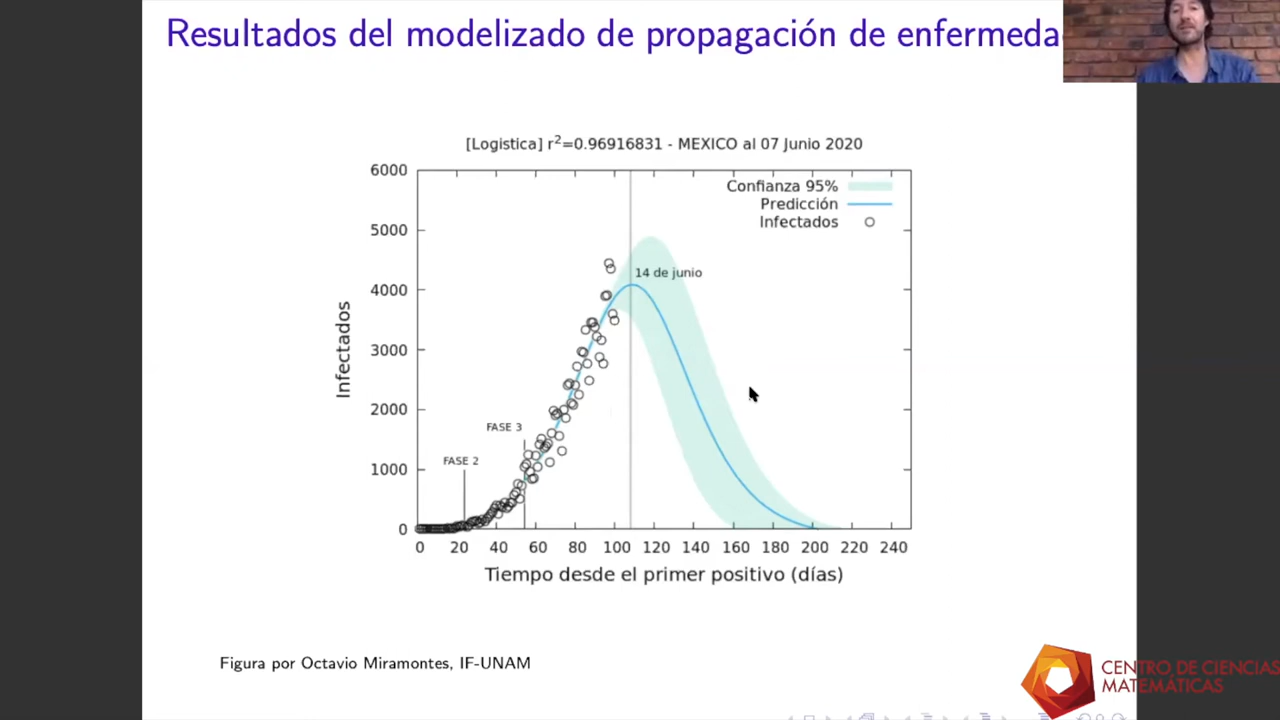 Resultados del modelizado de propagación de
[Logistica] r²=0.96916831 - MEXICO al 07 Junio 2020
6000
5000
4000
3000
2000
1000
0
Infectados
Confianza 95%
Predicción
Infectados
14 de junio
FASE 3
FASE 2
0 20 40 60 80 100 120 140 160 180 200 220 240
Tiempo desde el primer positivo (días)
Figura por Octavio Miramontes, IF-UNAM
CENTRO DE CIENCIAS
MATEMÁTICAS